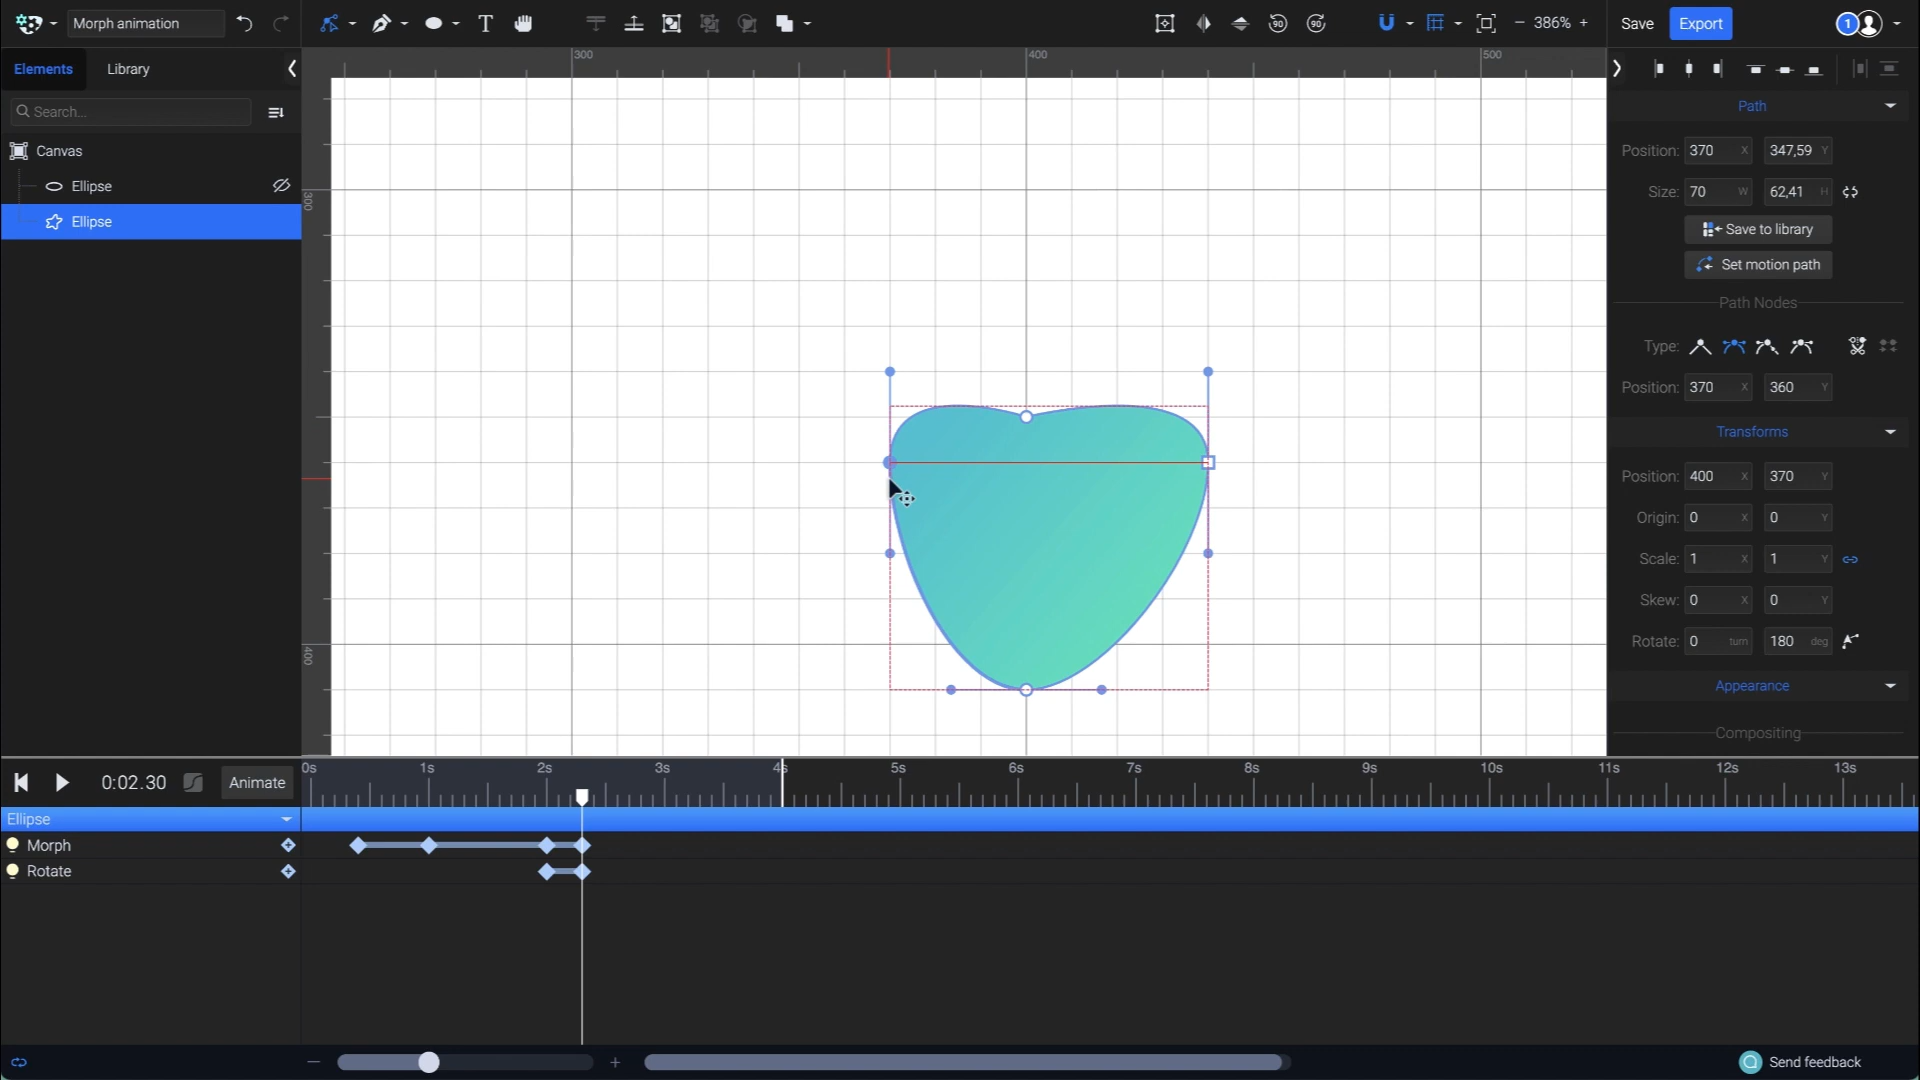 Morph animation
386%
Save
Export
1
Elements
Library
Search...
Canvas
Ellipse
Ellipse
300
400
500
300
400
Path
Position: 370 X 347,59 Y
Size: 70 W 62,41 H
Save to library
Set motion path
Path Nodes
Type:
Position: 370 X 360 Y
Transforms
Position: 400 X 370 Y
Origin: 0 X 0 Y
Scale: 1 X 1 Y
Skew: 0 X 0 Y
Rotate: 0 turn 180 deg
Appearance
Compositing
0:02.30
Animate
0s 1s 2s 3s 4s 5s 6s 7s 8s 9s 10s 11s 12s 13s
Ellipse
Morph
Rotate
Send feedback